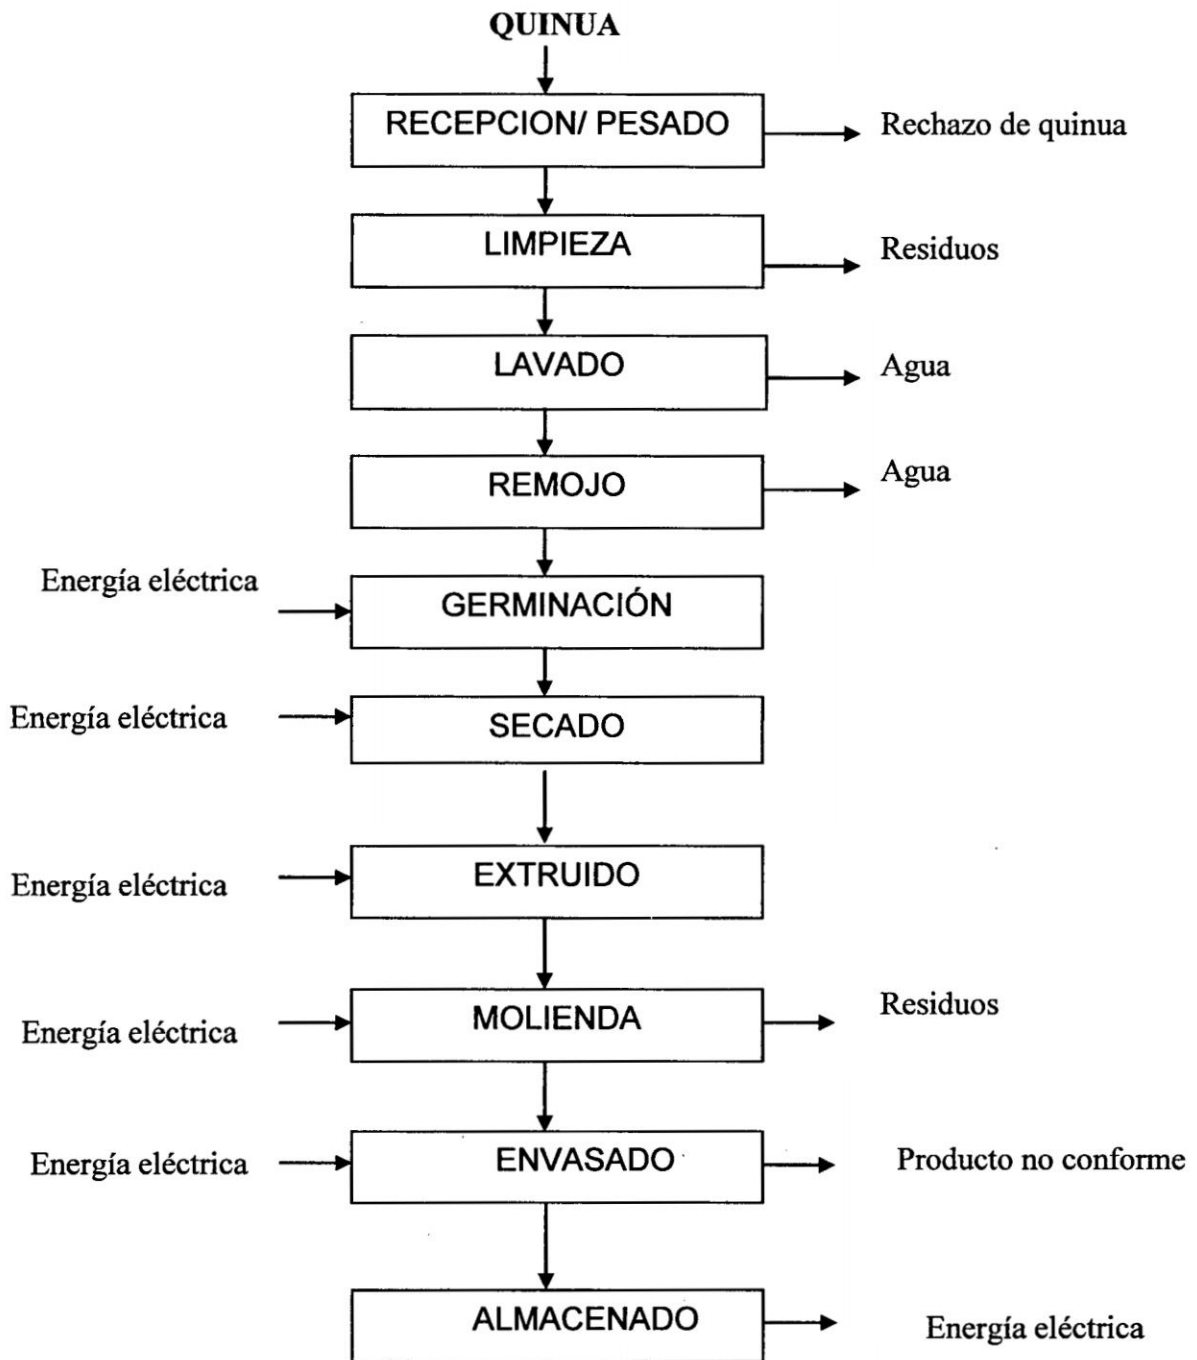 QUINUA
RECEPCION/ PESADO
Rechazo de quinua
LIMPIEZA
Residuos
LAVADO
Agua
REMOJO
Agua
Energía eléctrica
GERMINACIÓN
Energía eléctrica
SECADO
Energía eléctrica
EXTRUIDO
Energía eléctrica
MOLIENDA
Residuos
Energía eléctrica
ENVASADO
Producto no conforme
ALMACENADO
Energía eléctrica